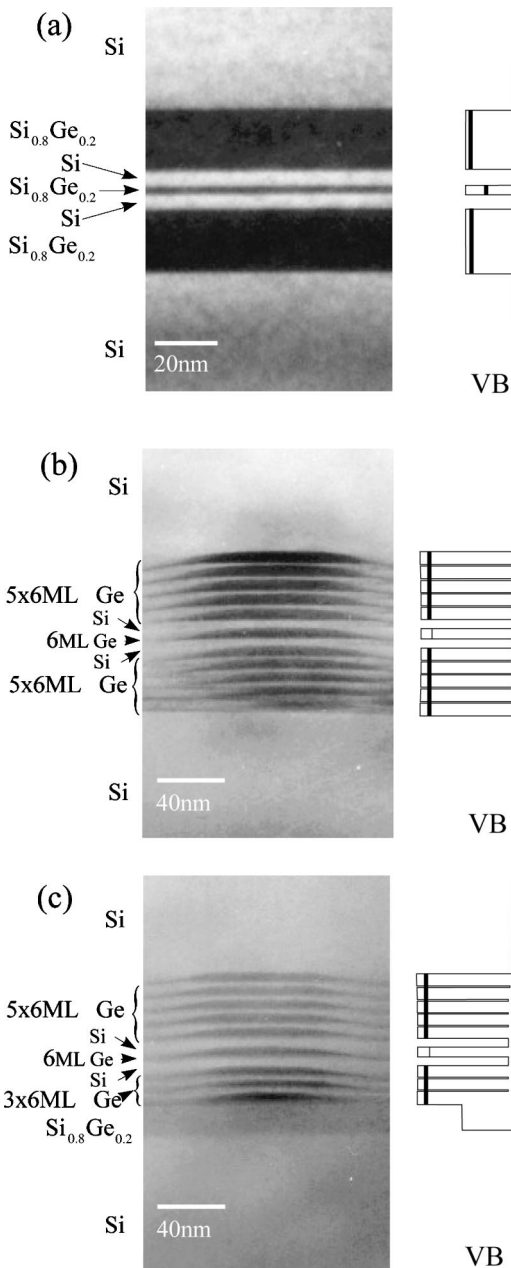 (a)
Si
Si0.8Ge0.2
Si
Si0.8Ge0.2
Si
Si0.8Ge0.2
Si
20nm
VB
(b)
Si
5x6ML Ge
Si
6ML Ge
Si
5x6ML Ge
Si
40nm
VB
(c)
Si
5x6ML Ge
Si
6ML Ge
Si
3x6ML Ge
Si0.8Ge0.2
Si
40nm
VB